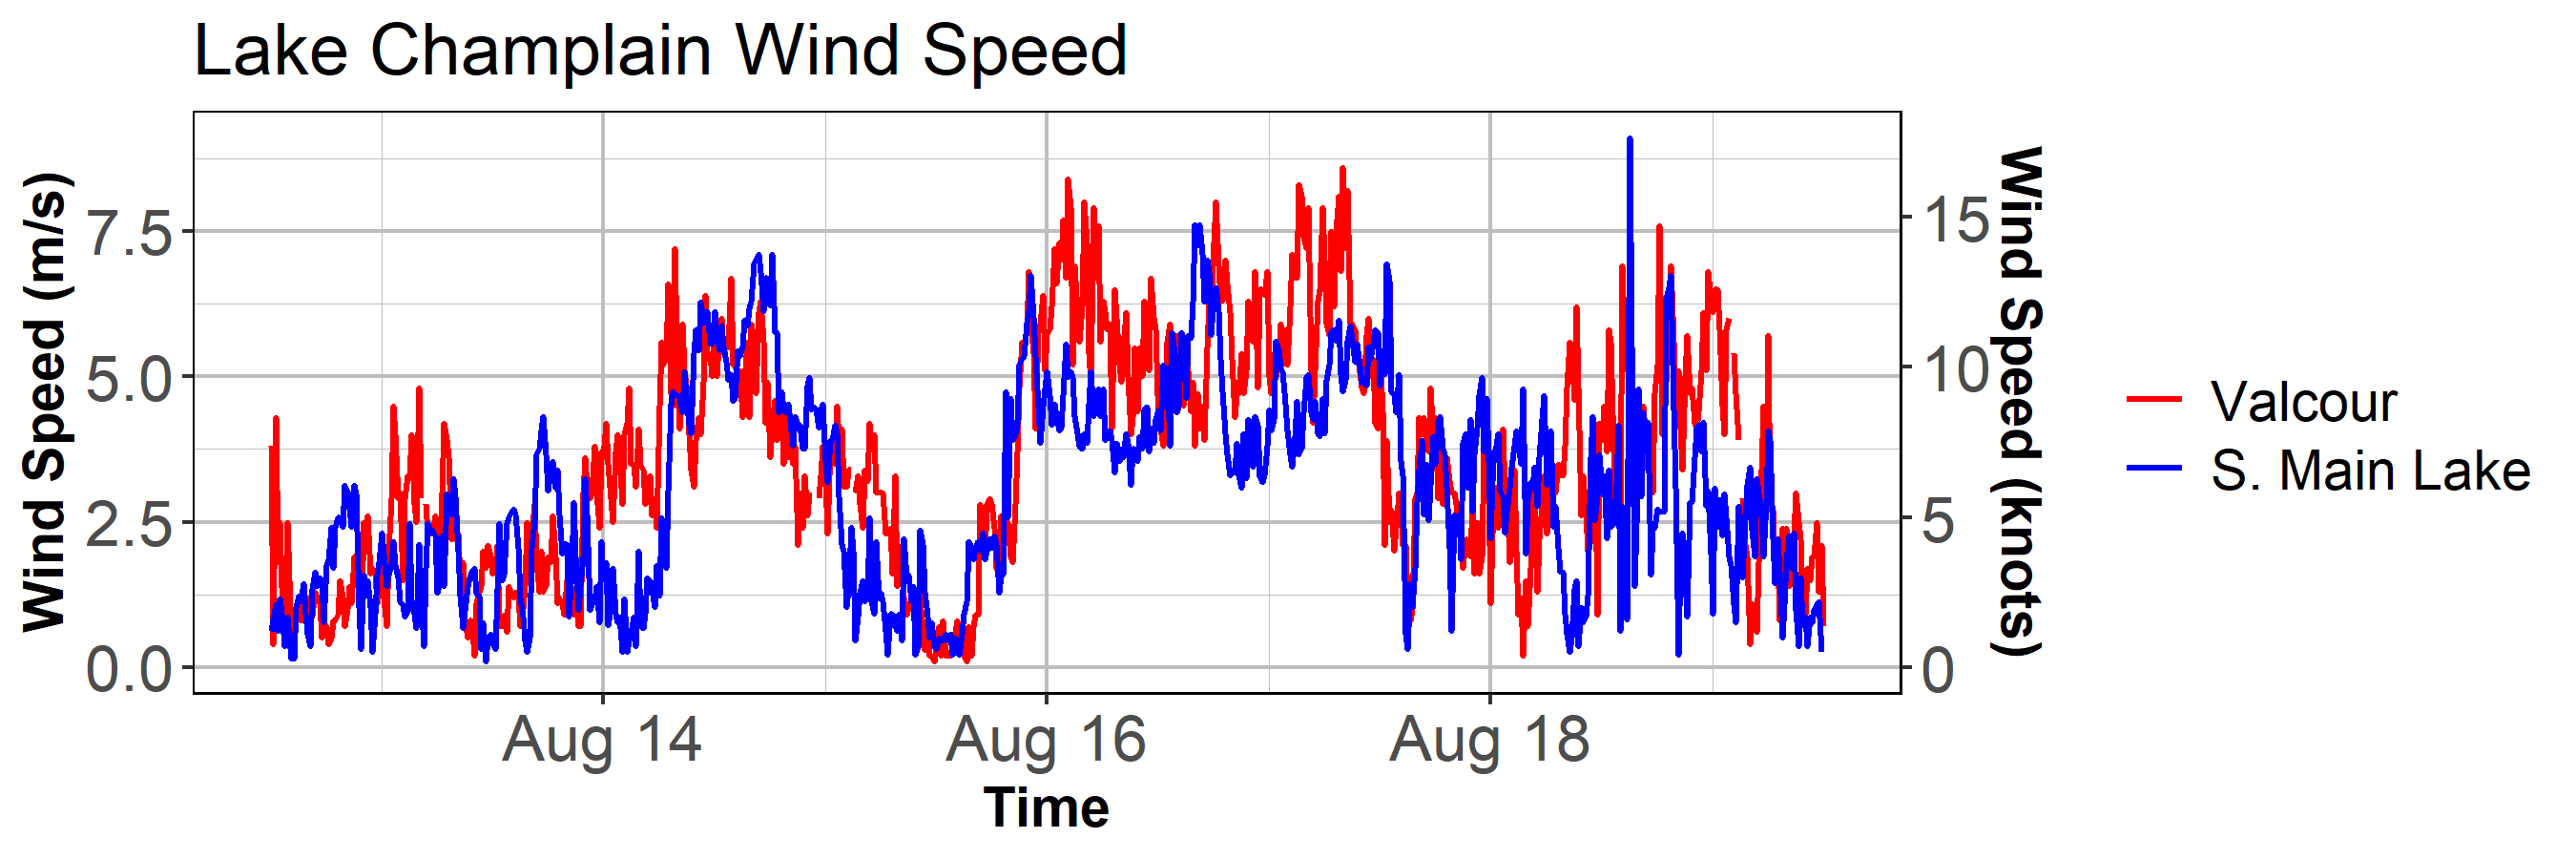 Lake Champlain Wind Speed
Wind Speed (m/s)
7.5
5.0
2.5
0.0
15
10
5
0
Wind Speed (knots)
Aug 14
Aug 16
Aug 18
Time
Valcour
S. Main Lake